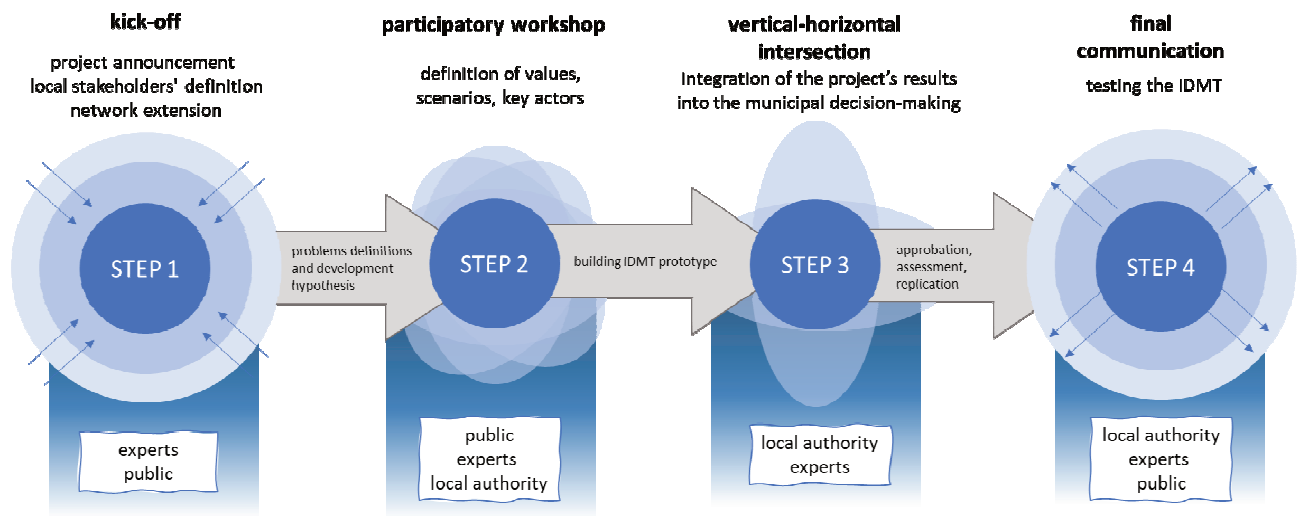 kick-off
project announcement
local stakeholders' definition
network extension
STEP 1
experts
public
problems definitions
and development
hypothesis
participatory workshop
definition of values,
scenarios, key actors
STEP 2
public
experts
local authority
building IDMT prototype
vertical-horizontal
intersection
integration of the project's results
into the municipal decision-making
STEP 3
local authority
experts
approbation,
assessment,
replication
final
communication
testing the IDMT
STEP 4
local authority
experts
public